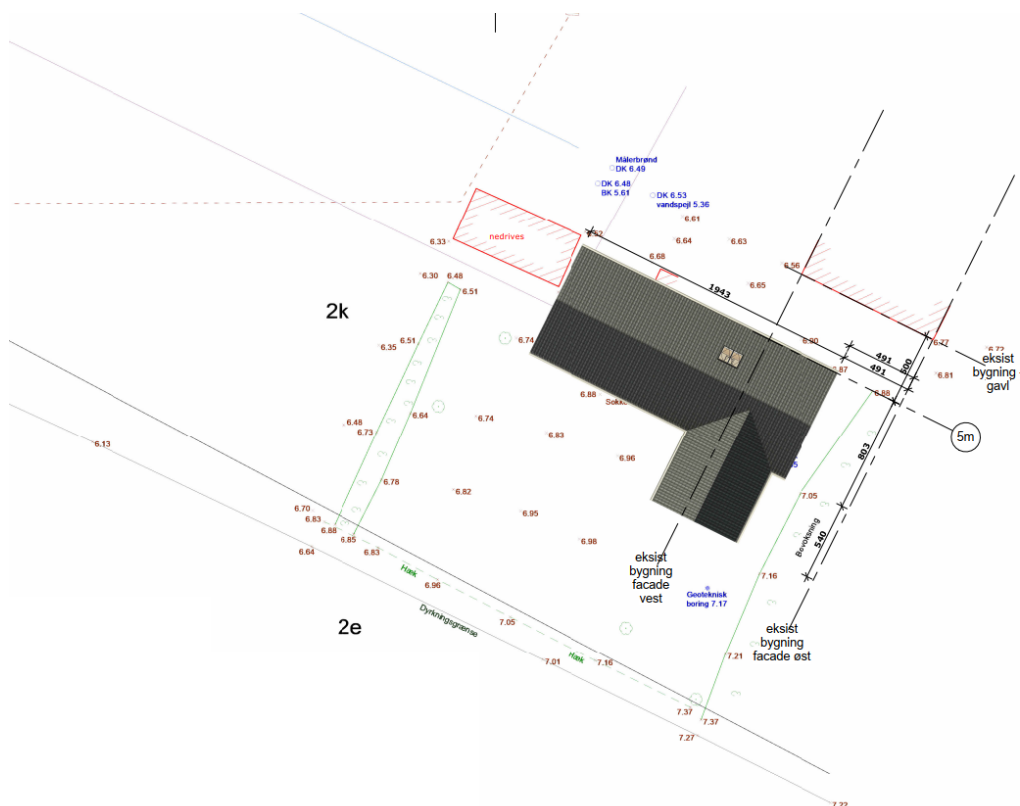 Målerbrønd
DK 6.49
DK 6.48
BK 5.61
DK 6.53
vandspejl 5.36
6.61
6.33
nedrives
6.64
6.63
6.68
6.56
6.30
6.48
6.51
1943
6.65
2k
6.51
6.35
6.74
6.77
491
491
500
eksist
bygning
gavl
6.81
6.88
6.88
6.48
6.73
6.64
6.74
6.83
5m
6.13
6.96
803
6.78
6.82
7.05
6.70
6.83
6.88
6.85
6.95
Bevoksning
540
6.64
6.83
6.98
Hæk
6.96
eksist
bygning
facade
vest
7.16
Geoteknisk
boring 7.17
2e
Dyrkningsgrænse
7.05
eksist
bygning
facade øst
Hæk
7.01
7.16
7.21
7.37
7.37
7.27
7.22